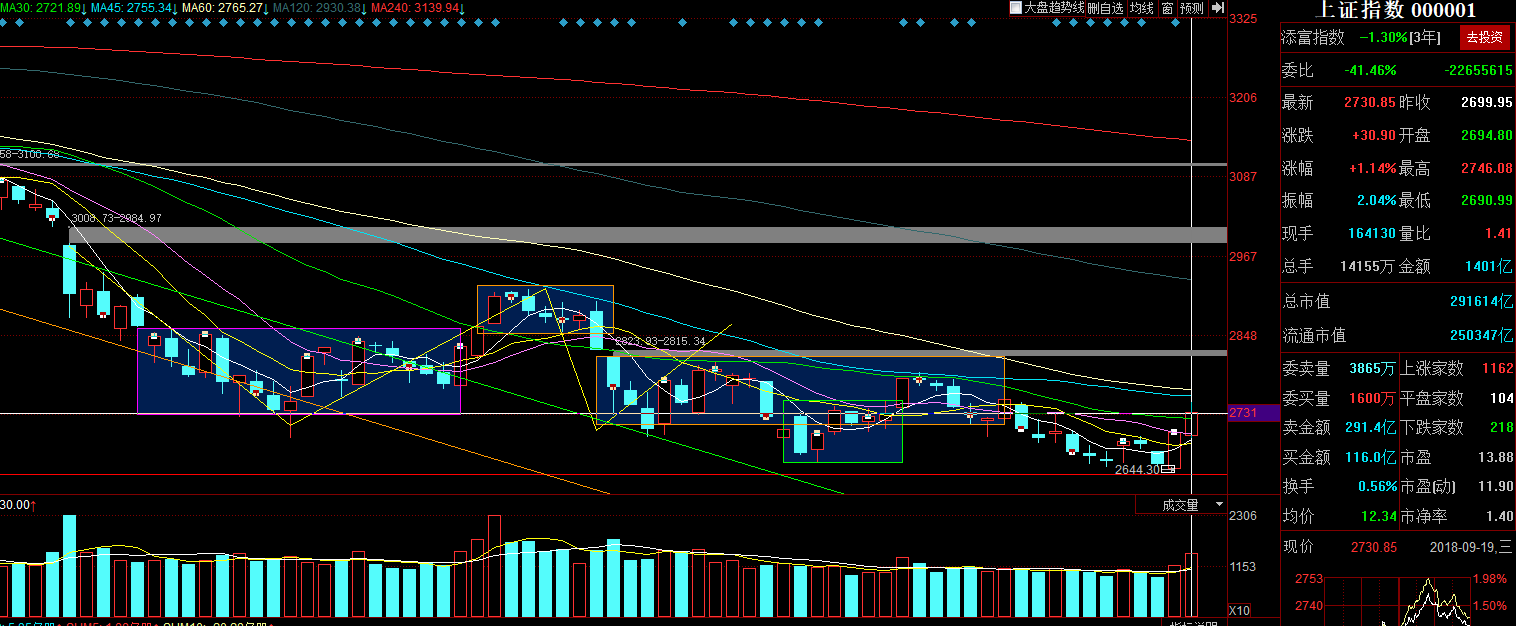 MA30: 2721.89↓ MA45: 2755.34↓ MA60: 2765.27↓ MA120: 2930.38↓ MA240: 3139.94↓
大盘趋势线 删自选 均线 窗 预测
3325
3206
3087
2967
2848
2731
58-3100.68
3008.73-2984.97
2823.93-2815.34
2644.30
30.00↑
成交量
2306
1153
X10
上证指数 000001
添富指数 -1.30%[3年] 去投资
委比 -41.46% -22655615
最新 2730.85 昨收 2699.95
涨跌 +30.90 开盘 2694.80
涨幅 +1.14% 最高 2746.08
振幅 2.04% 最低 2690.99
现手 164130 量比 1.41
总手 14155万 金额 1401亿
总市值 291614亿
流通市值 250347亿
委卖量 3865万 上涨家数 1162
委买量 1600万 平盘家数 104
卖金额 291.4亿 下跌家数 218
买金额 116.0亿 市盈 13.88
换手 0.56% 市盈(动) 11.90
均价 12.34 市净率 1.40
现价 2730.85 2018-09-19,三
2753 1.98%
2740 1.50%